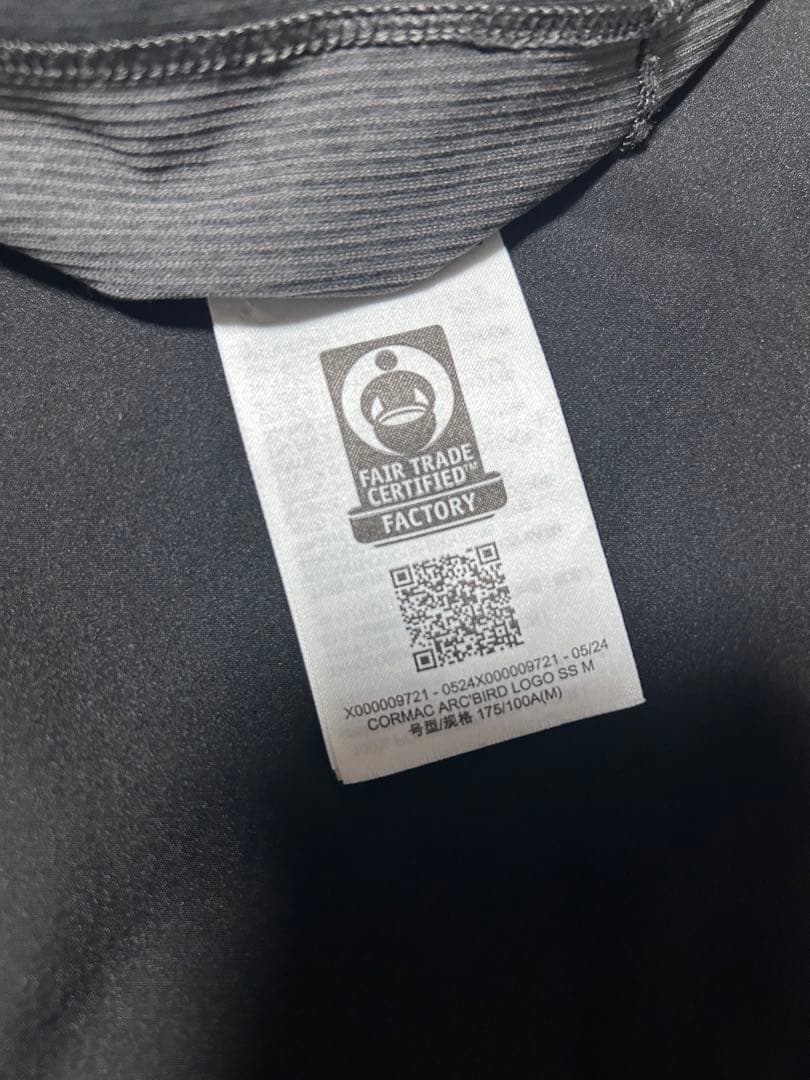 FAIR TRADE
CERTIFIED™
FACTORY
X000009721 - 0524X000009721 - 05/24
CORMAC ARC'BIRD LOGO SS M
号型/规格 175/100A(M)